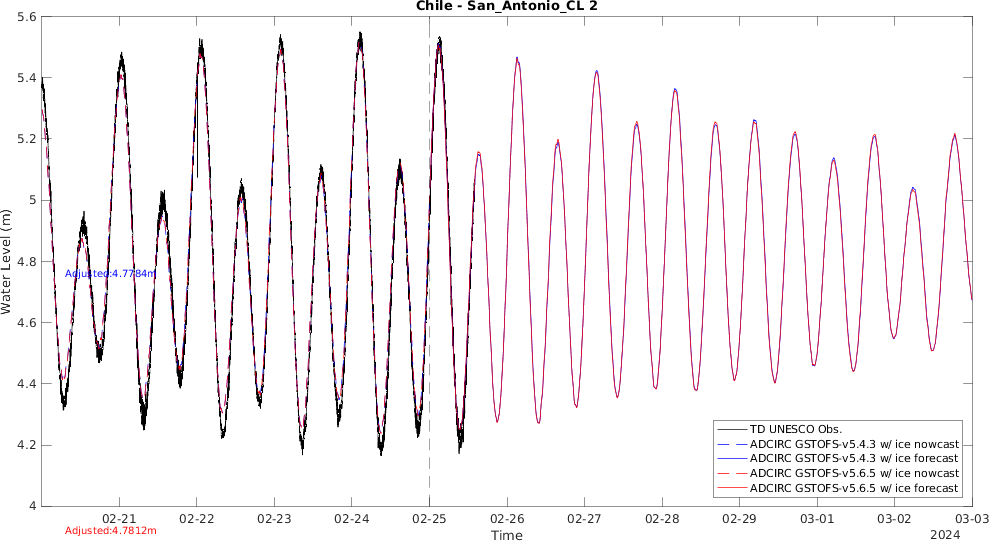 Chile - San_Antonio_CL 2
Water Level (m)
5.6
5.4
5.2
5
4.8
4.6
4.4
4.2
4
Adjusted:4.7784m
TD UNESCO Obs.
ADCIRC GSTOFS-v5.4.3 w/ ice nowcast
ADCIRC GSTOFS-v5.4.3 w/ ice forecast
ADCIRC GSTOFS-v5.6.5 w/ ice nowcast
ADCIRC GSTOFS-v5.6.5 w/ ice forecast
02-21 02-22 02-23 02-24 02-25 02-26 02-27 02-28 02-29 03-01 03-02 03-03
Adjusted:4.7812m
Time
2024